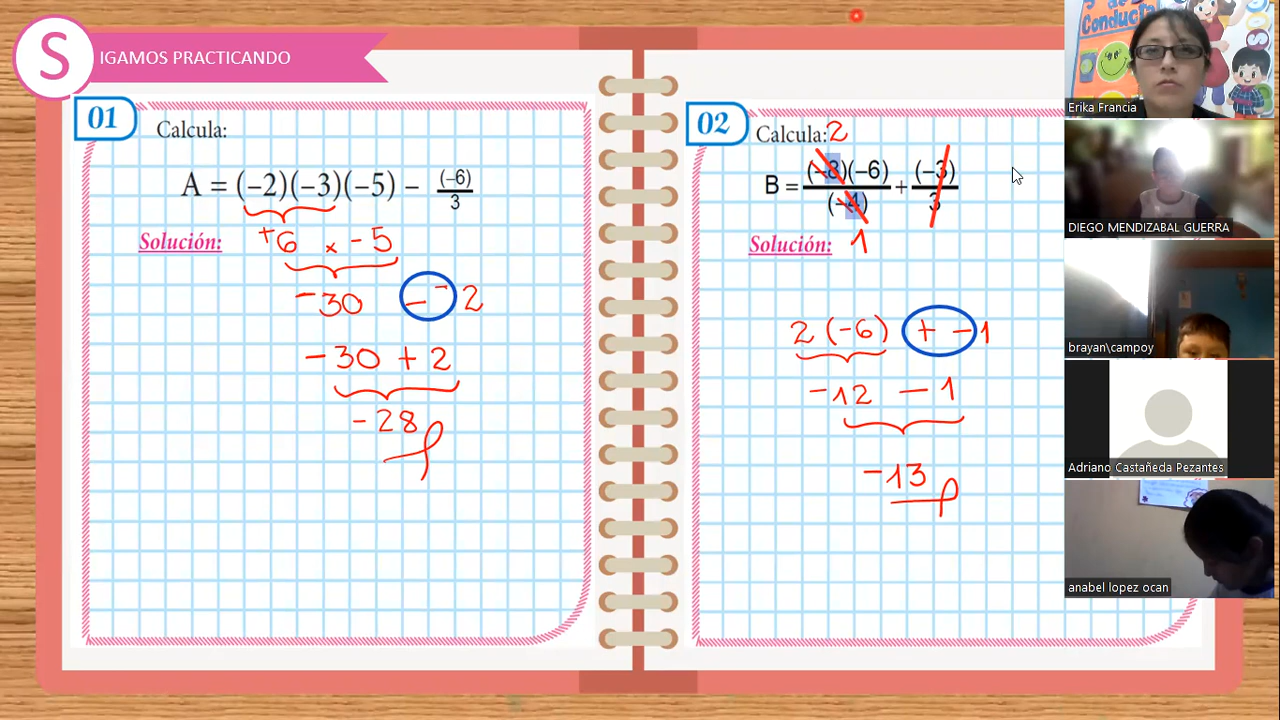 S IGAMOS PRACTICANDO
01
Calcula:
A = (–2)(–3)(–5) – (–6)/3
Solución:
+6 x -5
-30 - -2
-30 + 2
-28
02
Calcula: 2
B = (–8)(–6)/(–4) + (–3)/3
Solución: 1
2 (-6) + -1
-12 - 1
-13
Conducta
Erika Francia
DIEGO MENDIZABAL GUERRA
brayan\campoy
Adriano Castañeda Pezantes
anabel lopez ocan